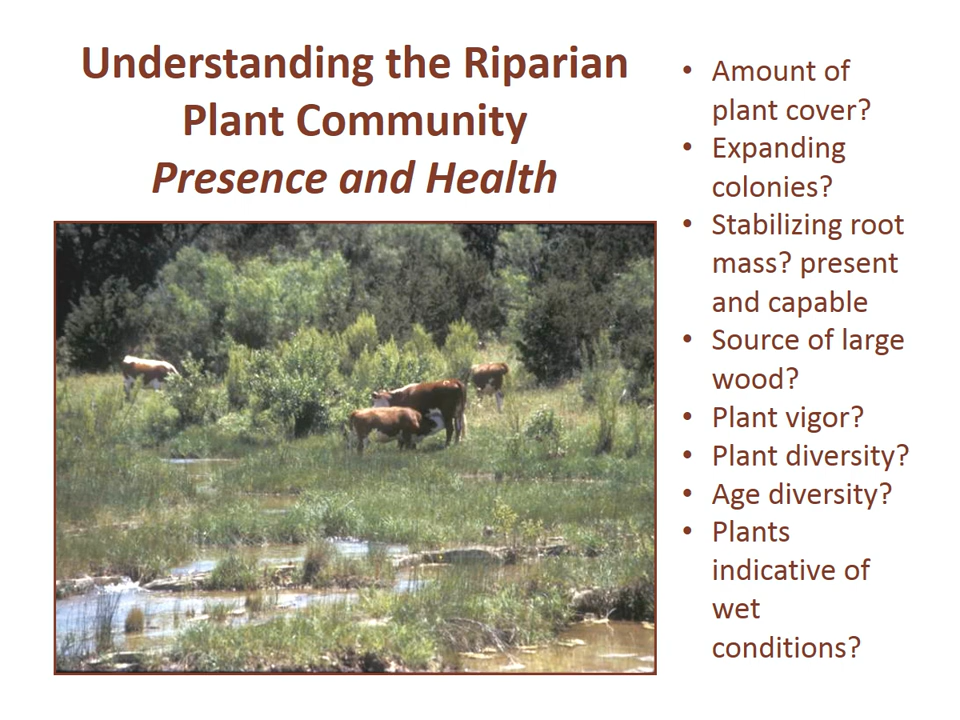 Understanding the Riparian
Plant Community
Presence and Health
• Amount of
plant cover?
• Expanding
colonies?
• Stabilizing root
mass? present
and capable
• Source of large
wood?
• Plant vigor?
• Plant diversity?
• Age diversity?
• Plants
indicative of
wet
conditions?